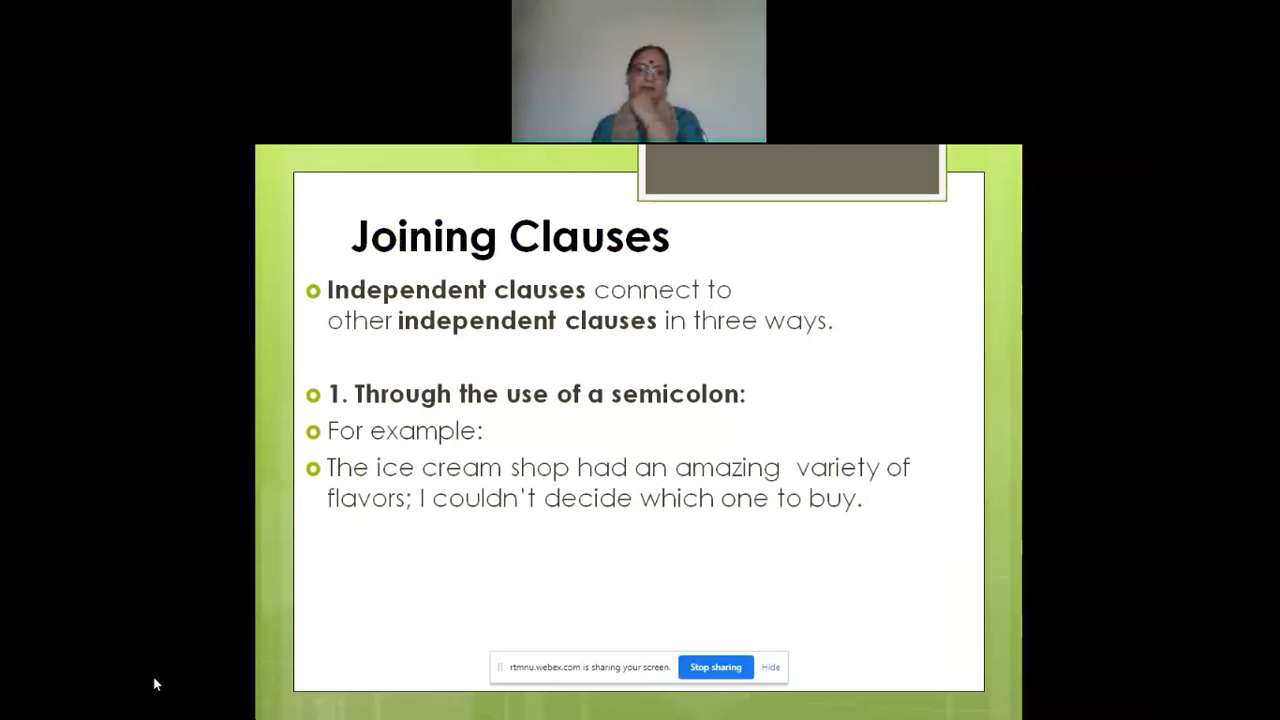 Joining Clauses
Independent clauses connect to
other independent clauses in three ways.
1. Through the use of a semicolon:
For example:
The ice cream shop had an amazing variety of
flavors; I couldn't decide which one to buy.
rtmnu.webex.com is sharing your screen. Stop sharing Hide